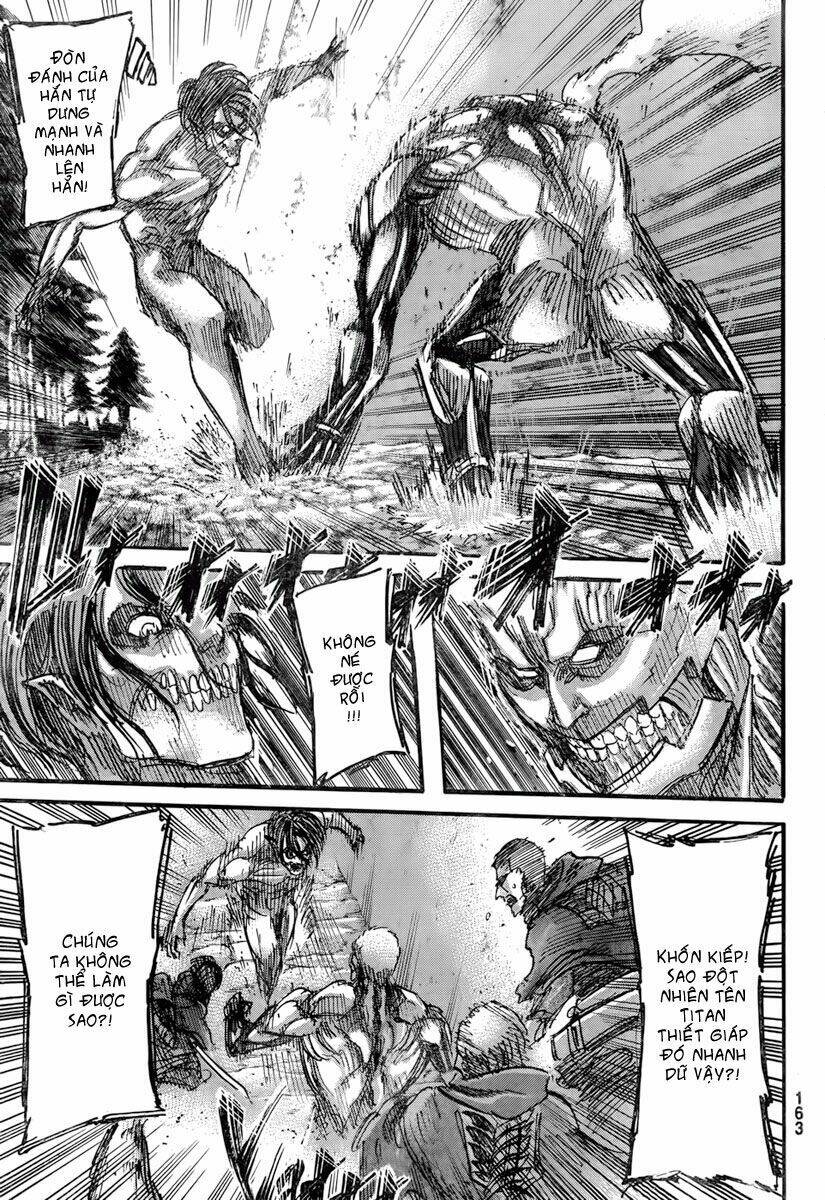 ĐÒN
ĐÁNH CỦA
HẮN TỰ
DƯNG
MẠNH VÀ
NHANH
LÊN
HẲN!
KHÔNG
NÉ
ĐƯỢC
RỒI
!!!
KHỐN KIẾP!
SAO ĐỘT
NHIÊN TÊN
TITAN
THIẾT GIÁP
ĐÓ NHANH
DỮ VẬY?!
CHÚNG
TA KHÔNG
THỂ LÀM
GÌ ĐƯỢC
SAO?!
163